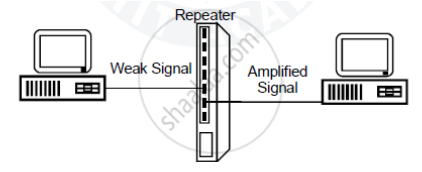 Repeater
Weak Signal
Amplified
Signal
shaalaa.com